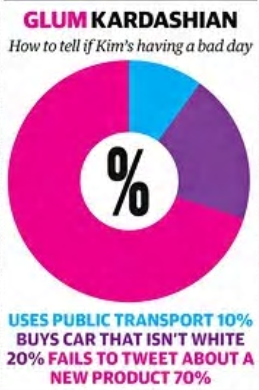 GLUM KARDASHIAN
How to tell if Kim's having a bad day
%
USES PUBLIC TRANSPORT 10%
BUYS CAR THAT ISN'T WHITE
20% FAILS TO TWEET ABOUT A
NEW PRODUCT 70%